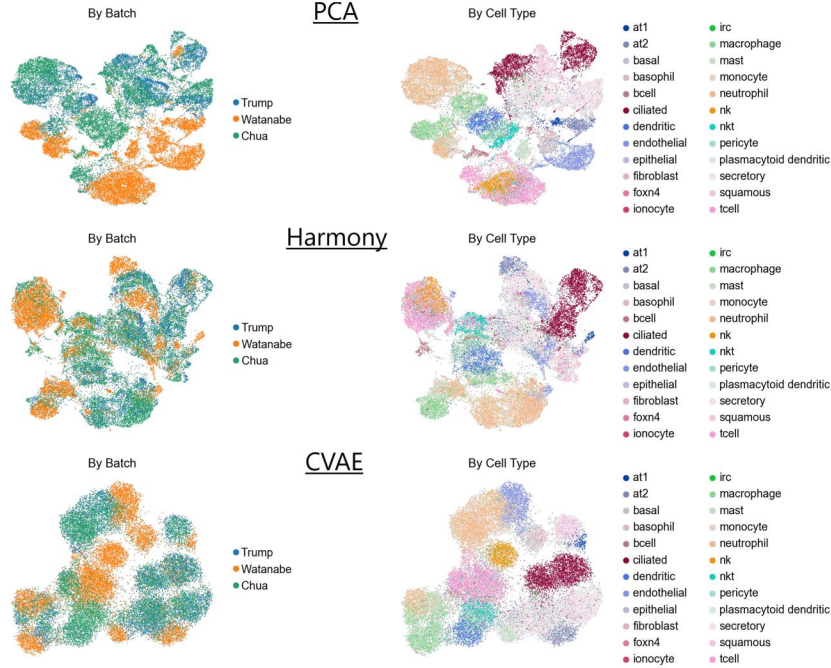 PCA
By Batch
Trump
Watanabe
Chua
By Cell Type
at1
at2
basal
basophil
bcell
ciliated
dendritic
endothelial
epithelial
fibroblast
foxn4
ionocyte
irc
macrophage
mast
monocyte
neutrophil
nk
nkt
pericyte
plasmacytoid dendritic
secretory
squamous
tcell
Harmony
By Batch
Trump
Watanabe
Chua
By Cell Type
at1
at2
basal
basophil
bcell
ciliated
dendritic
endothelial
epithelial
fibroblast
foxn4
ionocyte
irc
macrophage
mast
monocyte
neutrophil
nk
nkt
pericyte
plasmacytoid dendritic
secretory
squamous
tcell
CVAE
By Batch
Trump
Watanabe
Chua
By Cell Type
at1
at2
basal
basophil
bcell
ciliated
dendritic
endothelial
epithelial
fibroblast
foxn4
ionocyte
irc
macrophage
mast
monocyte
neutrophil
nk
nkt
pericyte
plasmacytoid dendritic
secretory
squamous
tcell